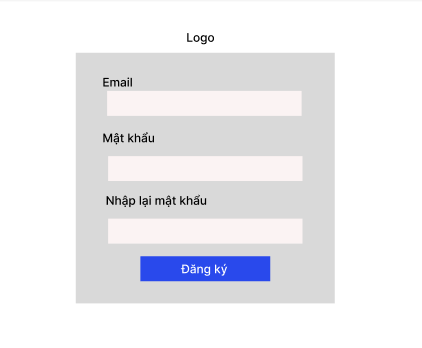 Logo
Email
Mật khẩu
Nhập lại mật khẩu
Đăng ký